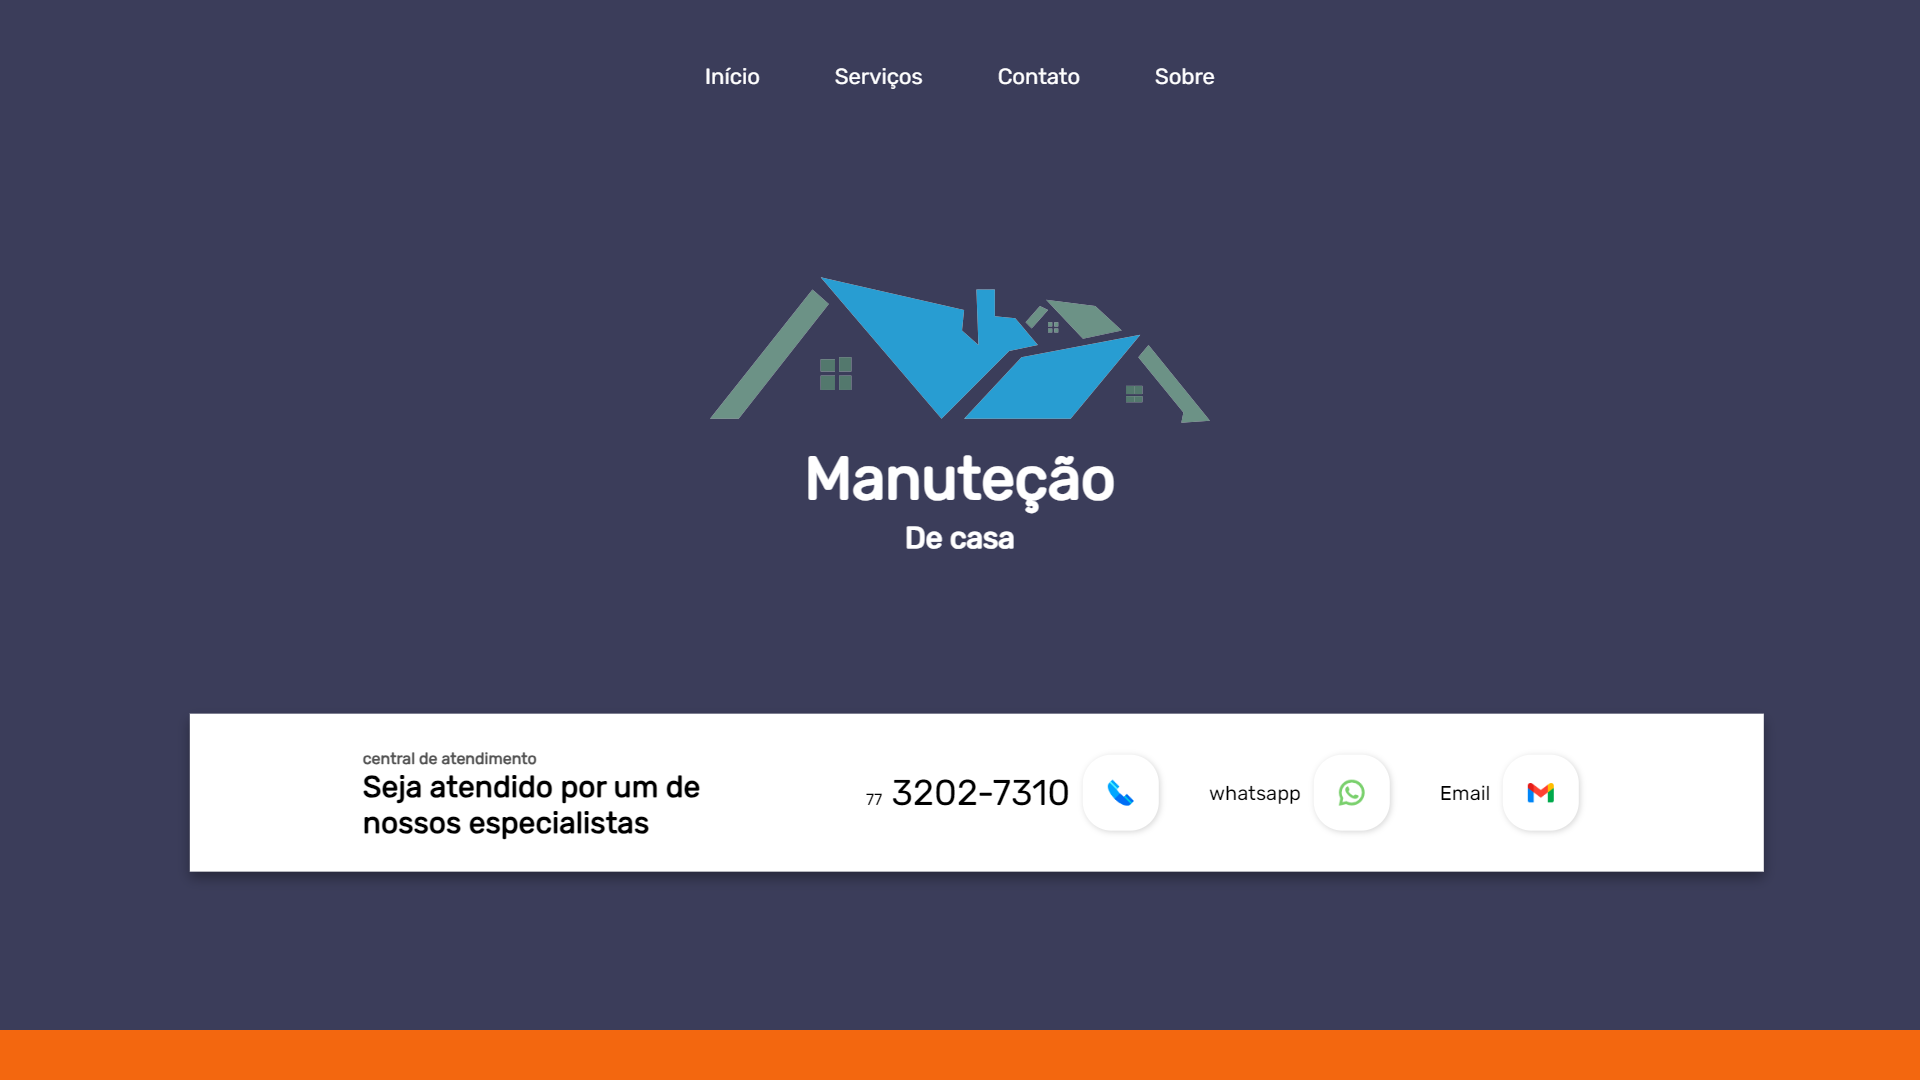 Início Serviços Contato Sobre
Manuteção
De casa
central de atendimento
Seja atendido por um de
nossos especialistas
77 3202-7310
whatsapp
Email